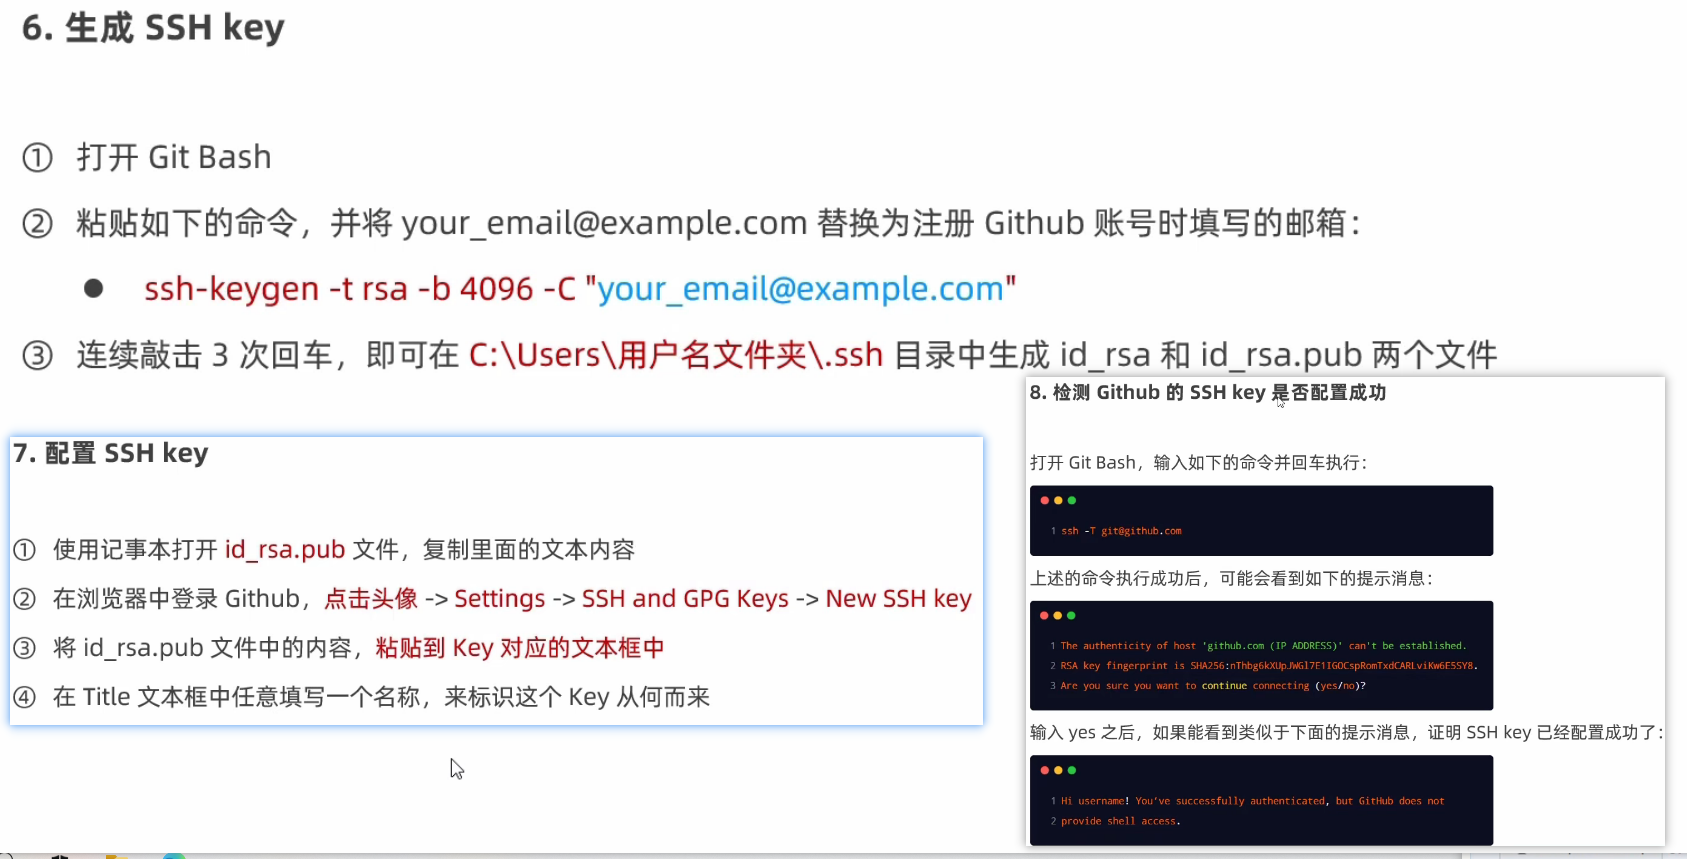 6. 生成 SSH key
① 打开 Git Bash
② 粘贴如下的命令，并将 your_email@example.com 替换为注册 Github 账号时填写的邮箱：
● ssh-keygen -t rsa -b 4096 -C "your_email@example.com"
③ 连续敲击 3 次回车，即可在 C:\Users\用户名文件夹\.ssh 目录中生成 id_rsa 和 id_rsa.pub 两个文件
7. 配置 SSH key
① 使用记事本打开 id_rsa.pub 文件，复制里面的文本内容
② 在浏览器中登录 Github，点击头像 -> Settings -> SSH and GPG Keys -> New SSH key
③ 将 id_rsa.pub 文件中的内容，粘贴到 Key 对应的文本框中
④ 在 Title 文本框中任意填写一个名称，来标识这个 Key 从何而来
8. 检测 Github 的 SSH key 是否配置成功
打开 Git Bash，输入如下的命令并回车执行：
1 ssh -T git@github.com
上述的命令执行成功后，可能会看到如下的提示消息：
1 The authenticity of host 'github.com (IP ADDRESS)' can't be established.
2 RSA key fingerprint is SHA256:nThbg6kXUpJWGl7E1IGOCspRomTxdCARLviKw6E5SY8.
3 Are you sure you want to continue connecting (yes/no)?
输入 yes 之后，如果能看到类似于下面的提示消息，证明 SSH key 已经配置成功了：
1 Hi username! You've successfully authenticated, but GitHub does not
2 provide shell access.